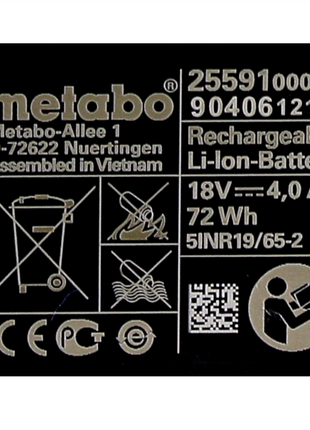 metabo®
Metabo-Allee 1
D-72622 Nuertingen
Assembled in Vietnam
25591000
90406121
Rechargeab
Li-Ion-Batte
18V 4,0 A
72 Wh
5INR19/65-2